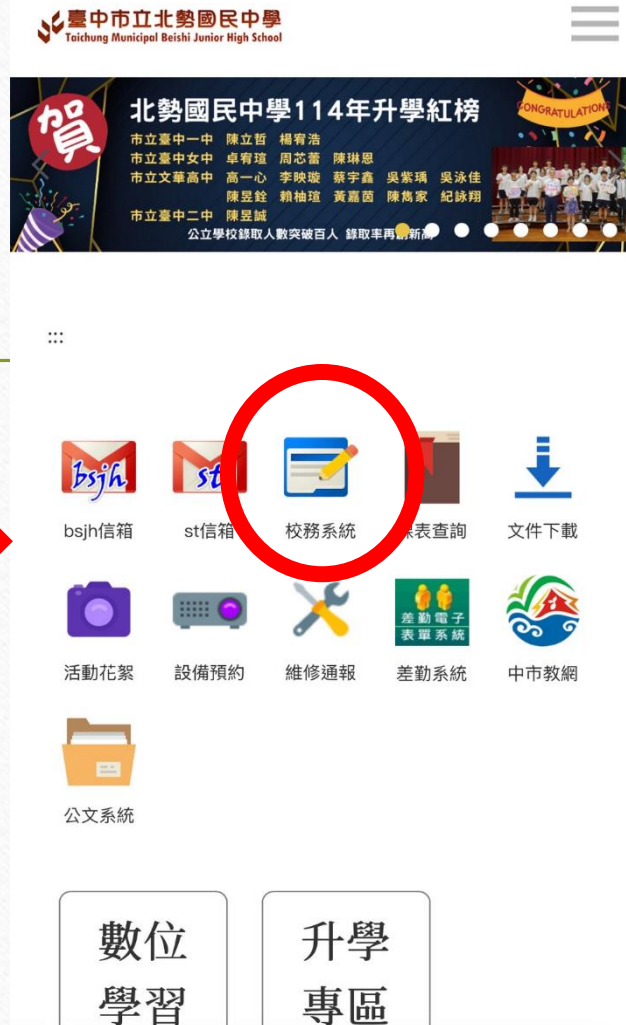 臺中市立北勢國民中學
Taichung Municipal Beishi Junior High School
賀
北勢國民中學114年升學紅榜
CONGRATULATIONS
市立臺中一中 陳立哲 楊宥浩
市立臺中女中 卓宥瑄 周芯蕾 陳琳恩
市立文華高中 高一心 李映璇 蔡宇鑫 吳紫瑀 吳泳佳
陳昱銓 賴柚瑄 黃嘉茵 陳雋家 紀詠翔
市立臺中二中 陳昱誠
公立學校錄取人數突破百人 錄取率再創新高
:::
bsjh
st
bsjh信箱 st信箱 校務系統 課表查詢 文件下載
差勤電子
表單系統
活動花絮 設備預約 維修通報 差勤系統 中市教網
公文系統
數位 升學
學習 專區